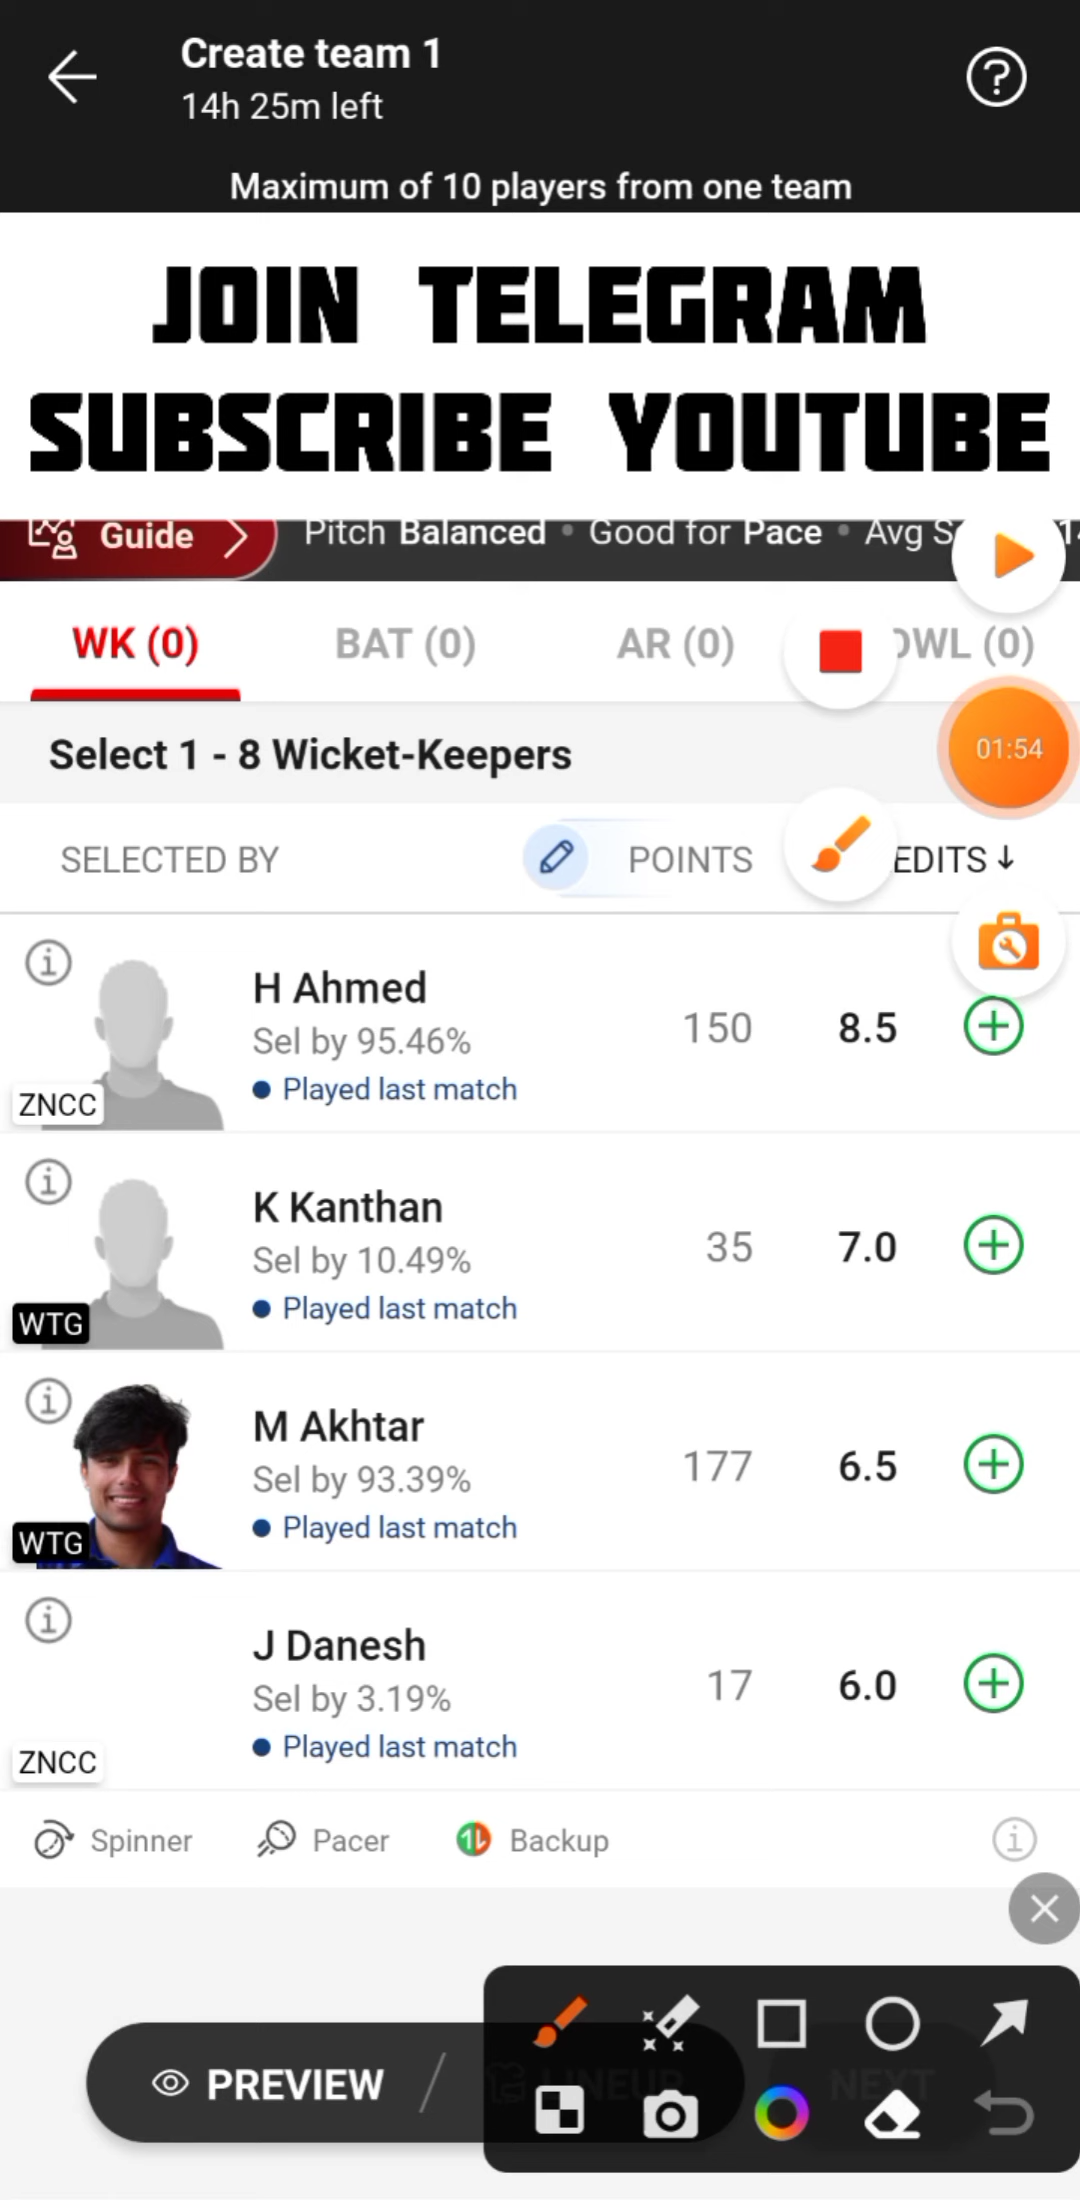 Create team 1
14h 25m left
Maximum of 10 players from one team
JOIN TELEGRAM
SUBSCRIBE YOUTUBE
Guide Pitch Balanced • Good for Pace • Avg
WK (0) BAT (0) AR (0) OWL (0)
Select 1 - 8 Wicket-Keepers
01:54
SELECTED BY POINTS EDITS ↓
H Ahmed
Sel by 95.46%
150 8.5
Played last match
ZNCC
K Kanthan
Sel by 10.49%
35 7.0
Played last match
WTG
M Akhtar
Sel by 93.39%
177 6.5
Played last match
WTG
J Danesh
Sel by 3.19%
17 6.0
Played last match
ZNCC
Spinner Pacer Backup
PREVIEW / LINEUP NEXT